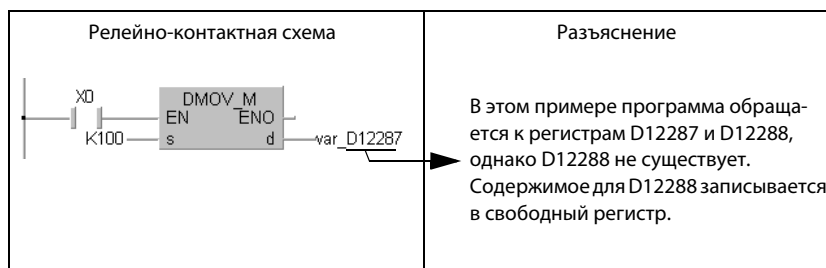 Релейно-контактная схема
Разъяснение
X0
DMOV_M
EN ENO
K100 s d var_D12287
В этом примере программа обраща-
ется к регистрам D12287 и D12288,
однако D12288 не существует.
Содержимое для D12288 записывается
в свободный регистр.